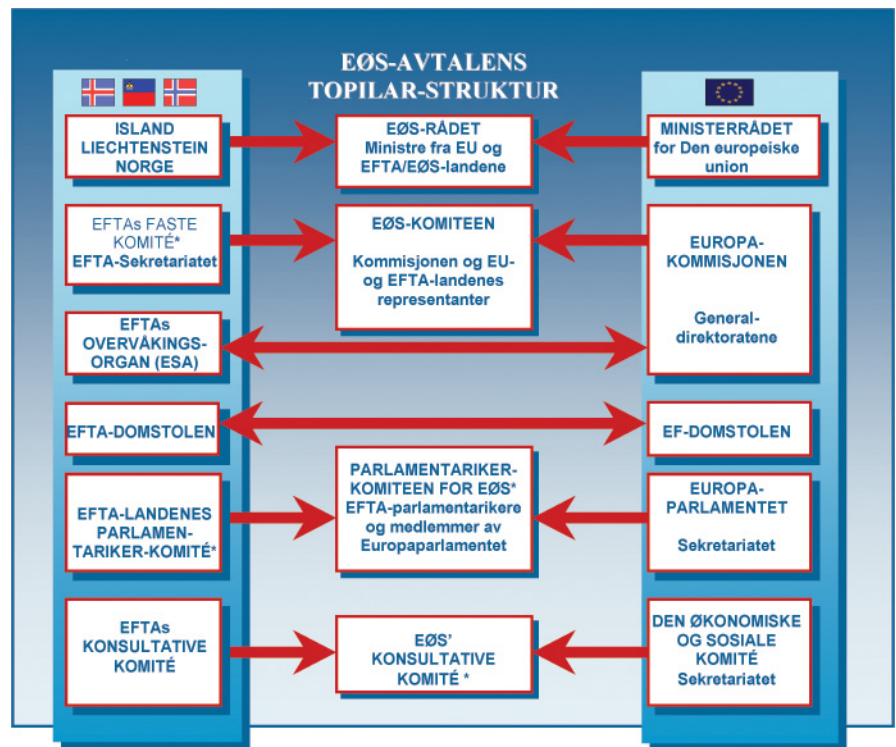 EØS-AVTALENS
TOPILAR-STRUKTUR
ISLAND
LIECHTENSTEIN
NORGE
EØS-RÅDET
Ministre fra EU og
EFTA/EØS-landene
MINISTERRÅDET
for Den europeiske
union
EFTAs FASTE
KOMITÉ*
EFTA-Sekretariatet
EØS-KOMITEEN
Kommisjonen og EU-
og EFTA-landenes
representanter
EUROPA-
KOMMISJONEN
General-
direktoratene
EFTAs
OVERVÅKINGS-
ORGAN (ESA)
EFTA-DOMSTOLEN
EF-DOMSTOLEN
EFTA-LANDENES
PARLAMEN-
TARIKER-KOMITÉ*
PARLAMENTARIKER-
KOMITEEN FOR EØS*
EFTA-parlamentarikere
og medlemmer av
Europaparlamentet
EUROPA-
PARLAMENTET
Sekretariatet
EFTAs
KONSULTATIVE
KOMITÉ
EØS'
KONSULTATIVE
KOMITÉ *
DEN ØKONOMISKE
OG SOSIALE
KOMITÉ
Sekretariatet